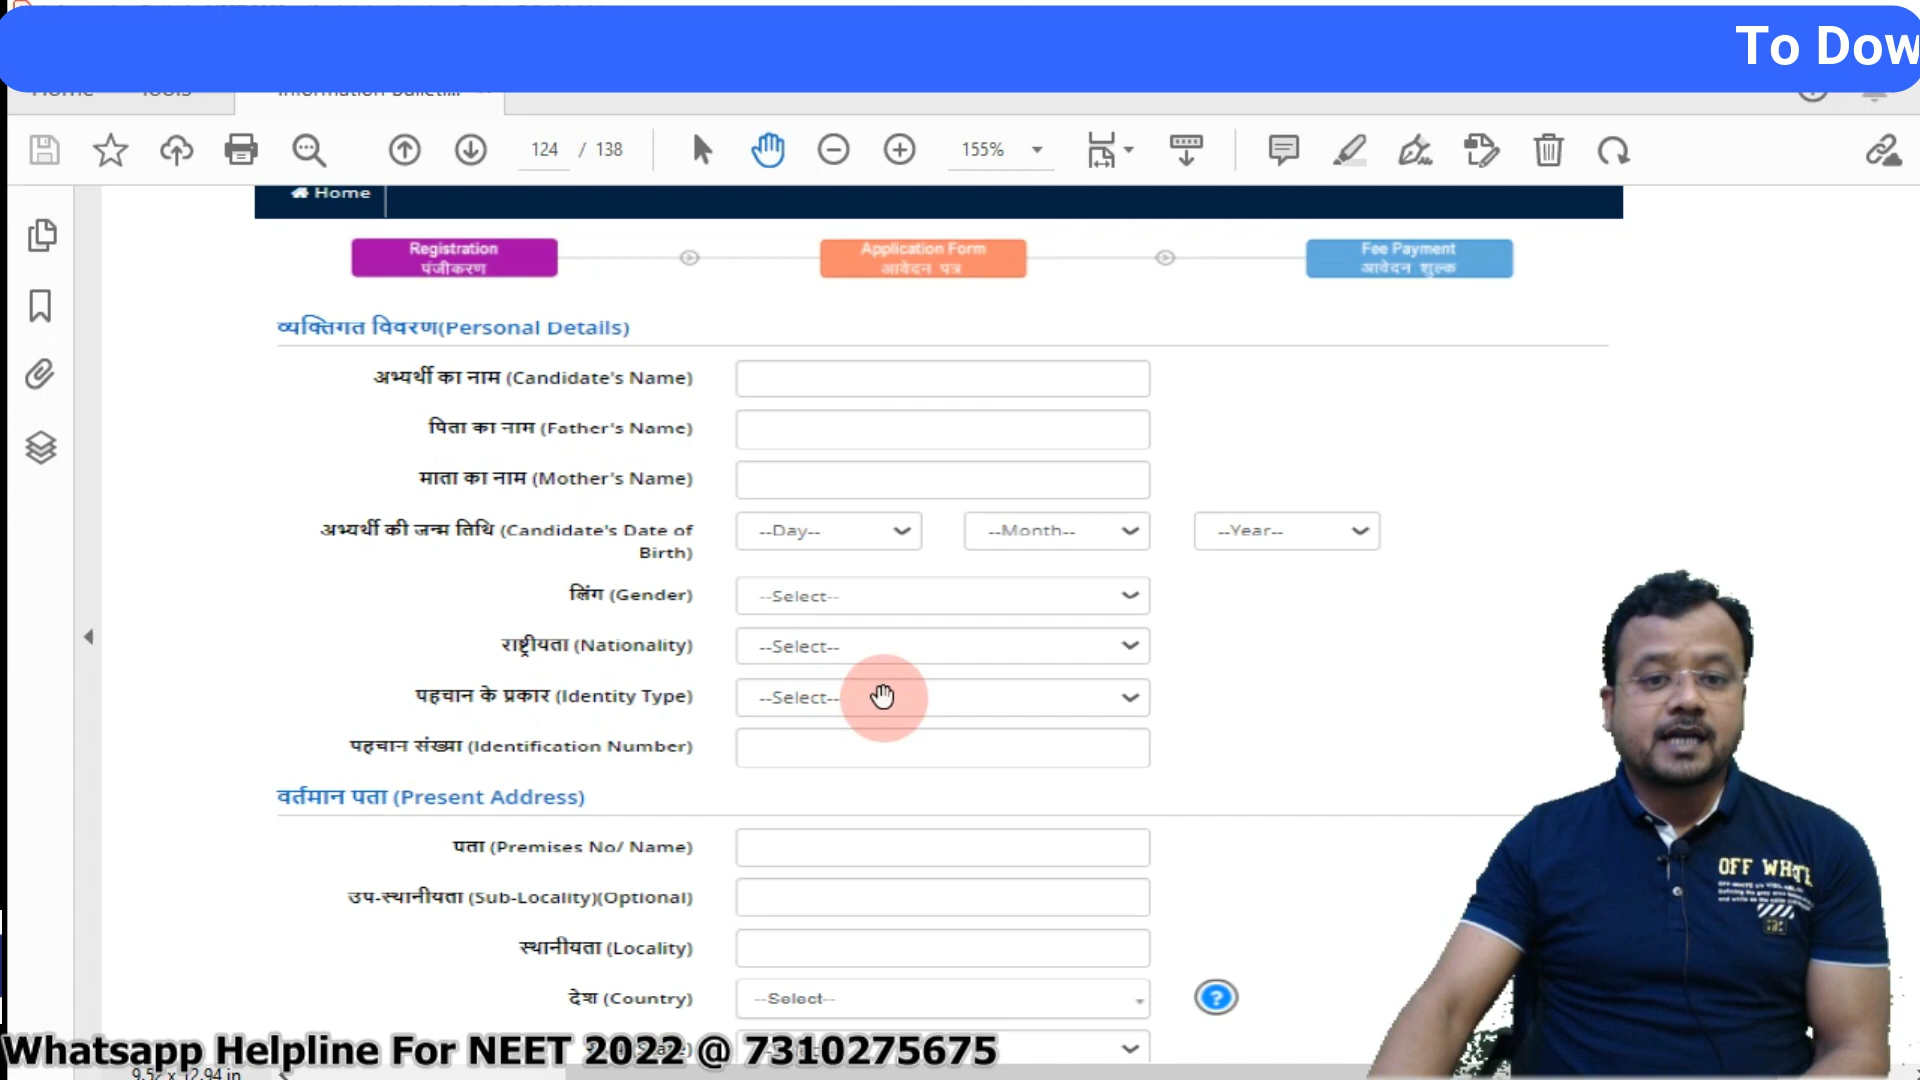 To Dow
124 / 138
155%
Home
Registration
पंजीकरण
Application Form
आवेदन पत्र
Fee Payment
आवेदन शुल्क
व्यक्तिगत विवरण(Personal Details)
अभ्यर्थी का नाम (Candidate's Name)
पिता का नाम (Father's Name)
माता का नाम (Mother's Name)
अभ्यर्थी की जन्म तिथि (Candidate's Date of
Birth)
--Day-- --Month-- --Year--
लिंग (Gender) --Select--
राष्ट्रीयता (Nationality) --Select--
पहचान के प्रकार (Identity Type) --Select--
पहचान संख्या (Identification Number)
वर्तमान पता (Present Address)
पता (Premises No/ Name)
उप-स्थानीयता (Sub-Locality)(Optional)
स्थानीयता (Locality)
देश (Country) --Select-- ?
OFF WHITE
Whatsapp Helpline For NEET 2022 @ 7310275675